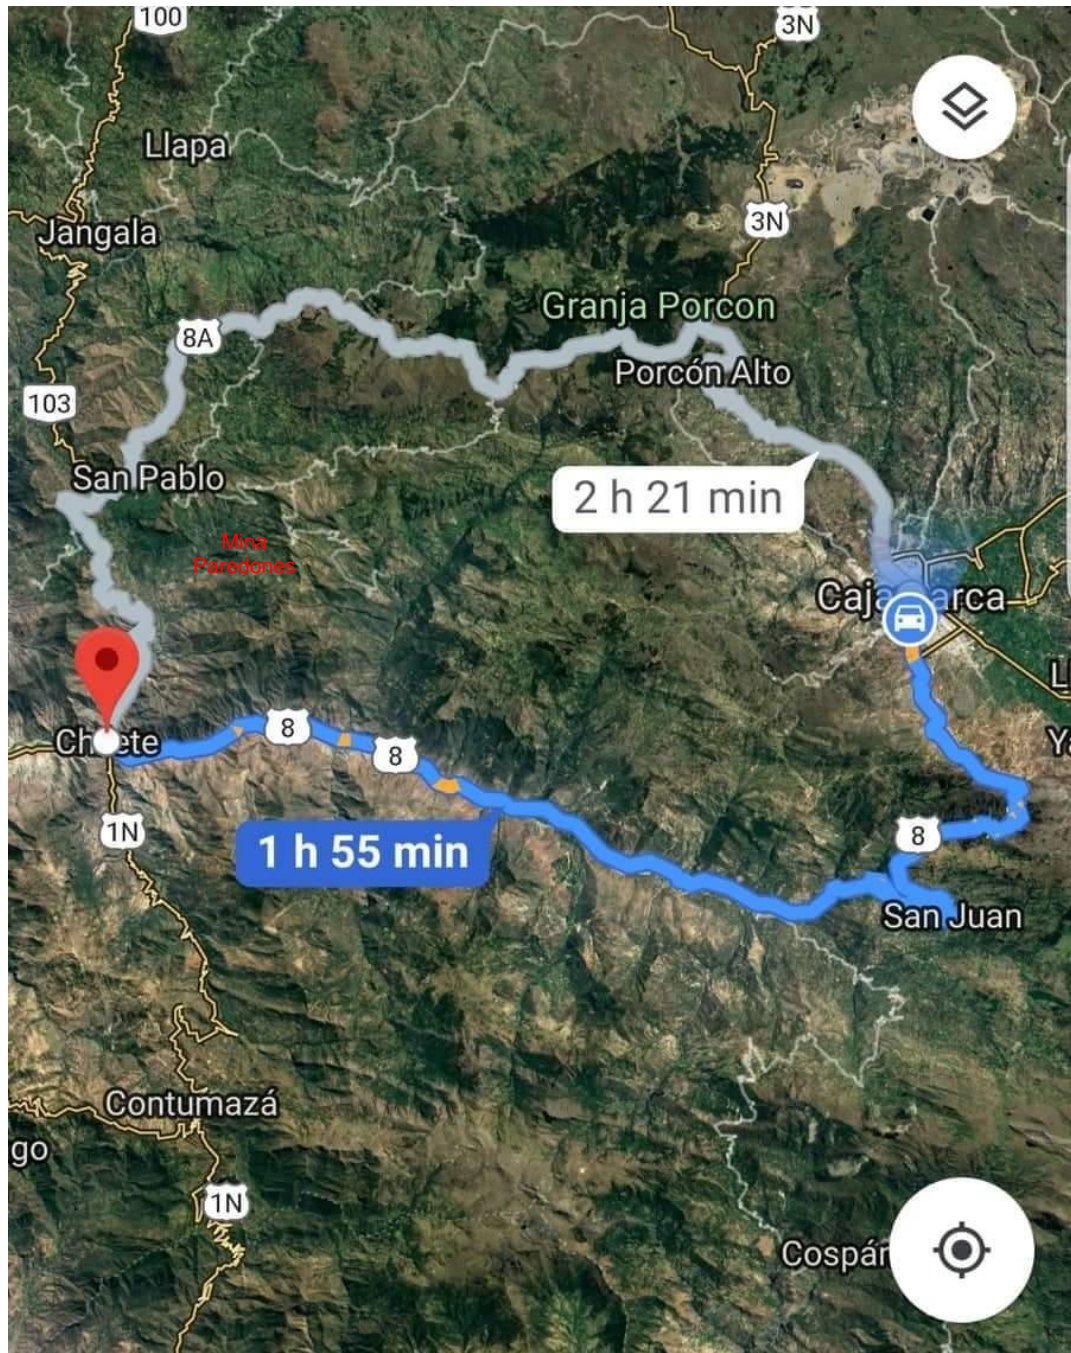 100
3N
Llapa
Jangala
3N
Granja Porcon
8A
Porcón Alto
103
San Pablo
2 h 21 min
Mina
Paredones
8
8
1N
1 h 55 min
8
San Juan
Contumazá
go
1N